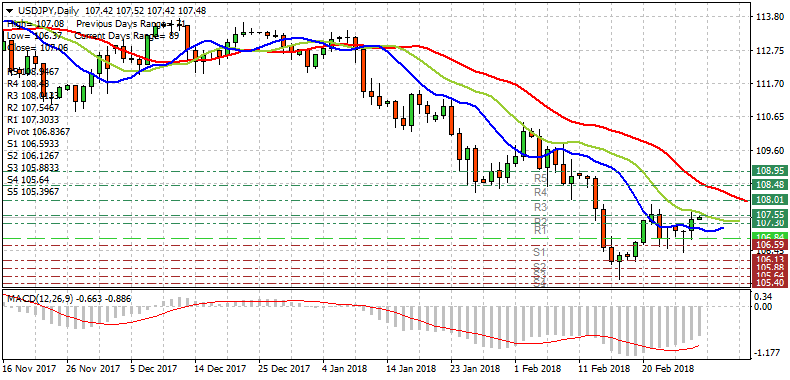 USDJPY,Daily 107.42 107.52 107.42 107.48
High= 107.08 Previous Days Range= 71
Low= 106.37 Current Days Range= 89
Close= 107.06
R5 108.9467
R4 108.48
R3 108.0133
R2 107.5467
R1 107.3033
Pivot 106.8367
S1 106.5933
S2 106.1267
S3 105.8833
S4 105.64
S5 105.3967
R5
R4
R3
R2
R1
S1
S2
113.80
112.75
111.70
110.65
109.60
108.95
108.48
108.01
107.55
107.30
106.84
106.59
106.13
105.88
105.64
105.40
MACD(12,26,9) -0.663 -0.886
0.34
0.00
-1.177
16 Nov 2017 26 Nov 2017 5 Dec 2017 14 Dec 2017 25 Dec 2017 4 Jan 2018 14 Jan 2018 23 Jan 2018 1 Feb 2018 11 Feb 2018 20 Feb 2018